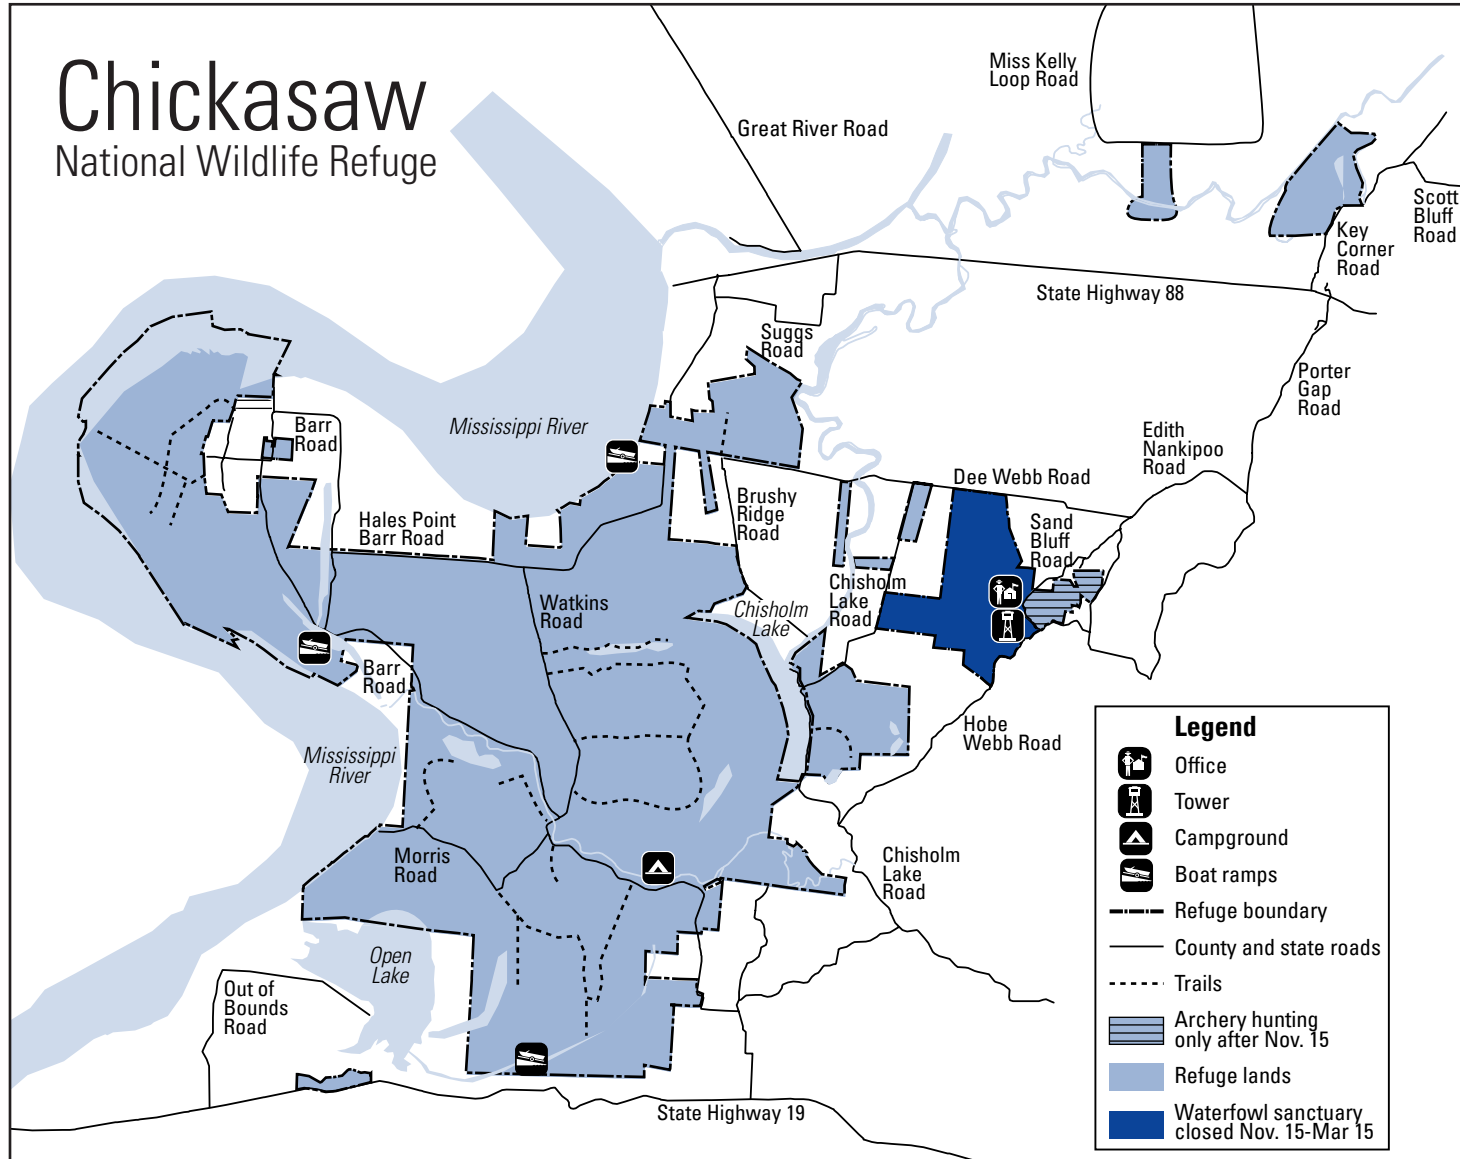 Chickasaw
National Wildlife Refuge
Miss Kelly
Loop Road
Great River Road
Scott
Bluff
Road
Key
Corner
Road
State Highway 88
Suggs
Road
Porter
Gap
Road
Mississippi River
Barr
Road
Edith
Nankipoo
Road
Dee Webb Road
Brushy
Ridge
Road
Hales Point
Barr Road
Sand
Bluff
Road
Chisholm
Lake
Road
Watkins
Road
Chisholm
Lake
Barr
Road
Hobe
Webb Road
Mississippi
River
Morris
Road
Chisholm
Lake
Road
Open
Lake
Out of
Bounds
Road
State Highway 19
Legend
Office
Tower
Campground
Boat ramps
Refuge boundary
County and state roads
Trails
Archery hunting
only after Nov. 15
Refuge lands
Waterfowl sanctuary
closed Nov. 15-Mar 15